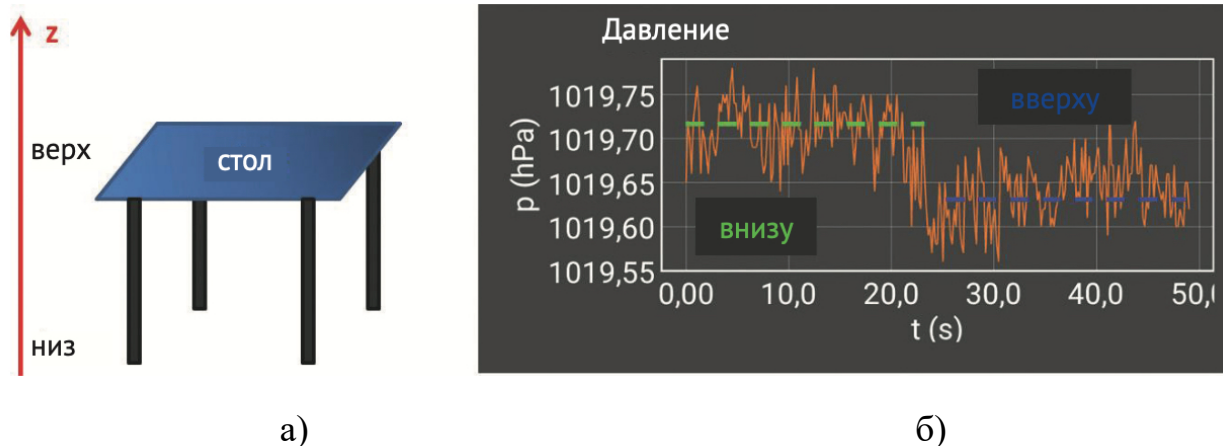 z
верх
стол
низ
Давление
p (hPa)
1019,75
1019,70
1019,65
1019,60
1019,55
вверху
внизу
0,00 10,0 20,0 30,0 40,0 50,
t (s)
а) б)